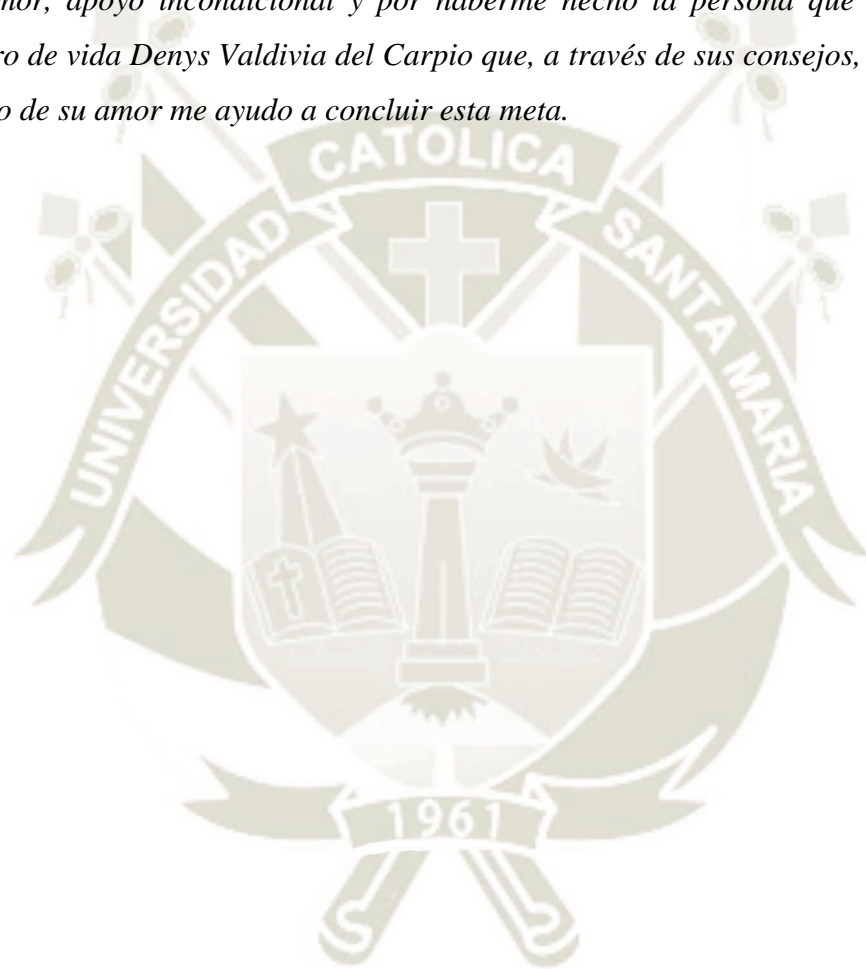 mor, apoyo incondicional y por haberme hecho la persona que
ro de vida Denys Valdivia del Carpio que, a través de sus consejos,
o de su amor me ayudo a concluir esta meta.
UNIVERSIDAD CATOLICA SANTA MARIA
1961